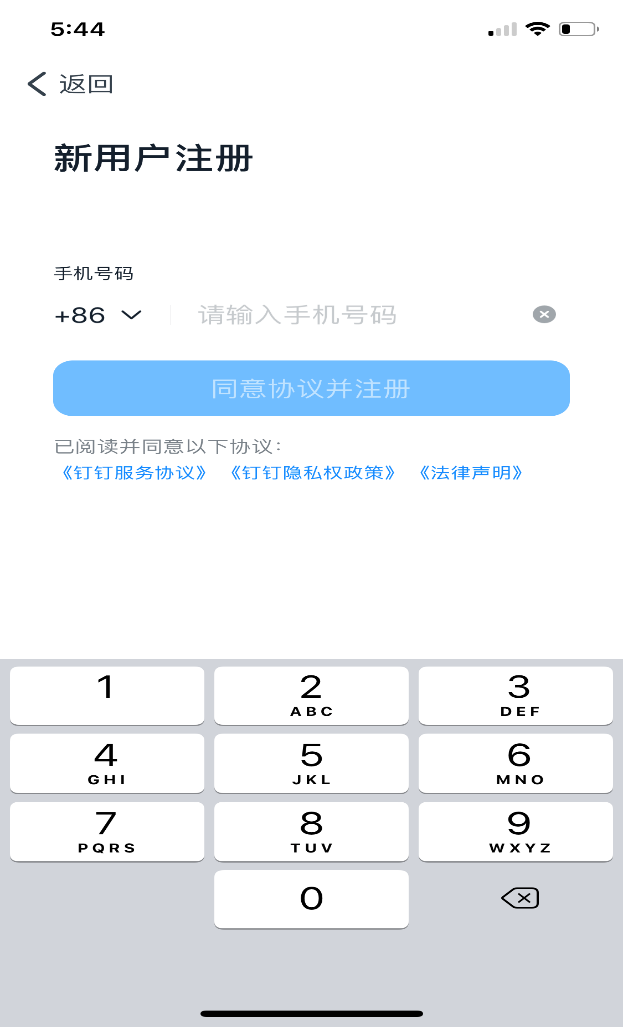 5:44
返回
新用户注册
手机号码
+86 请输入手机号码
同意协议并注册
已阅读并同意以下协议：
《钉钉服务协议》 《钉钉隐私权政策》 《法律声明》
1 2 3
ABC DEF
4 5 6
GHI JKL MNO
7 8 9
PQRS TUV WXYZ
0